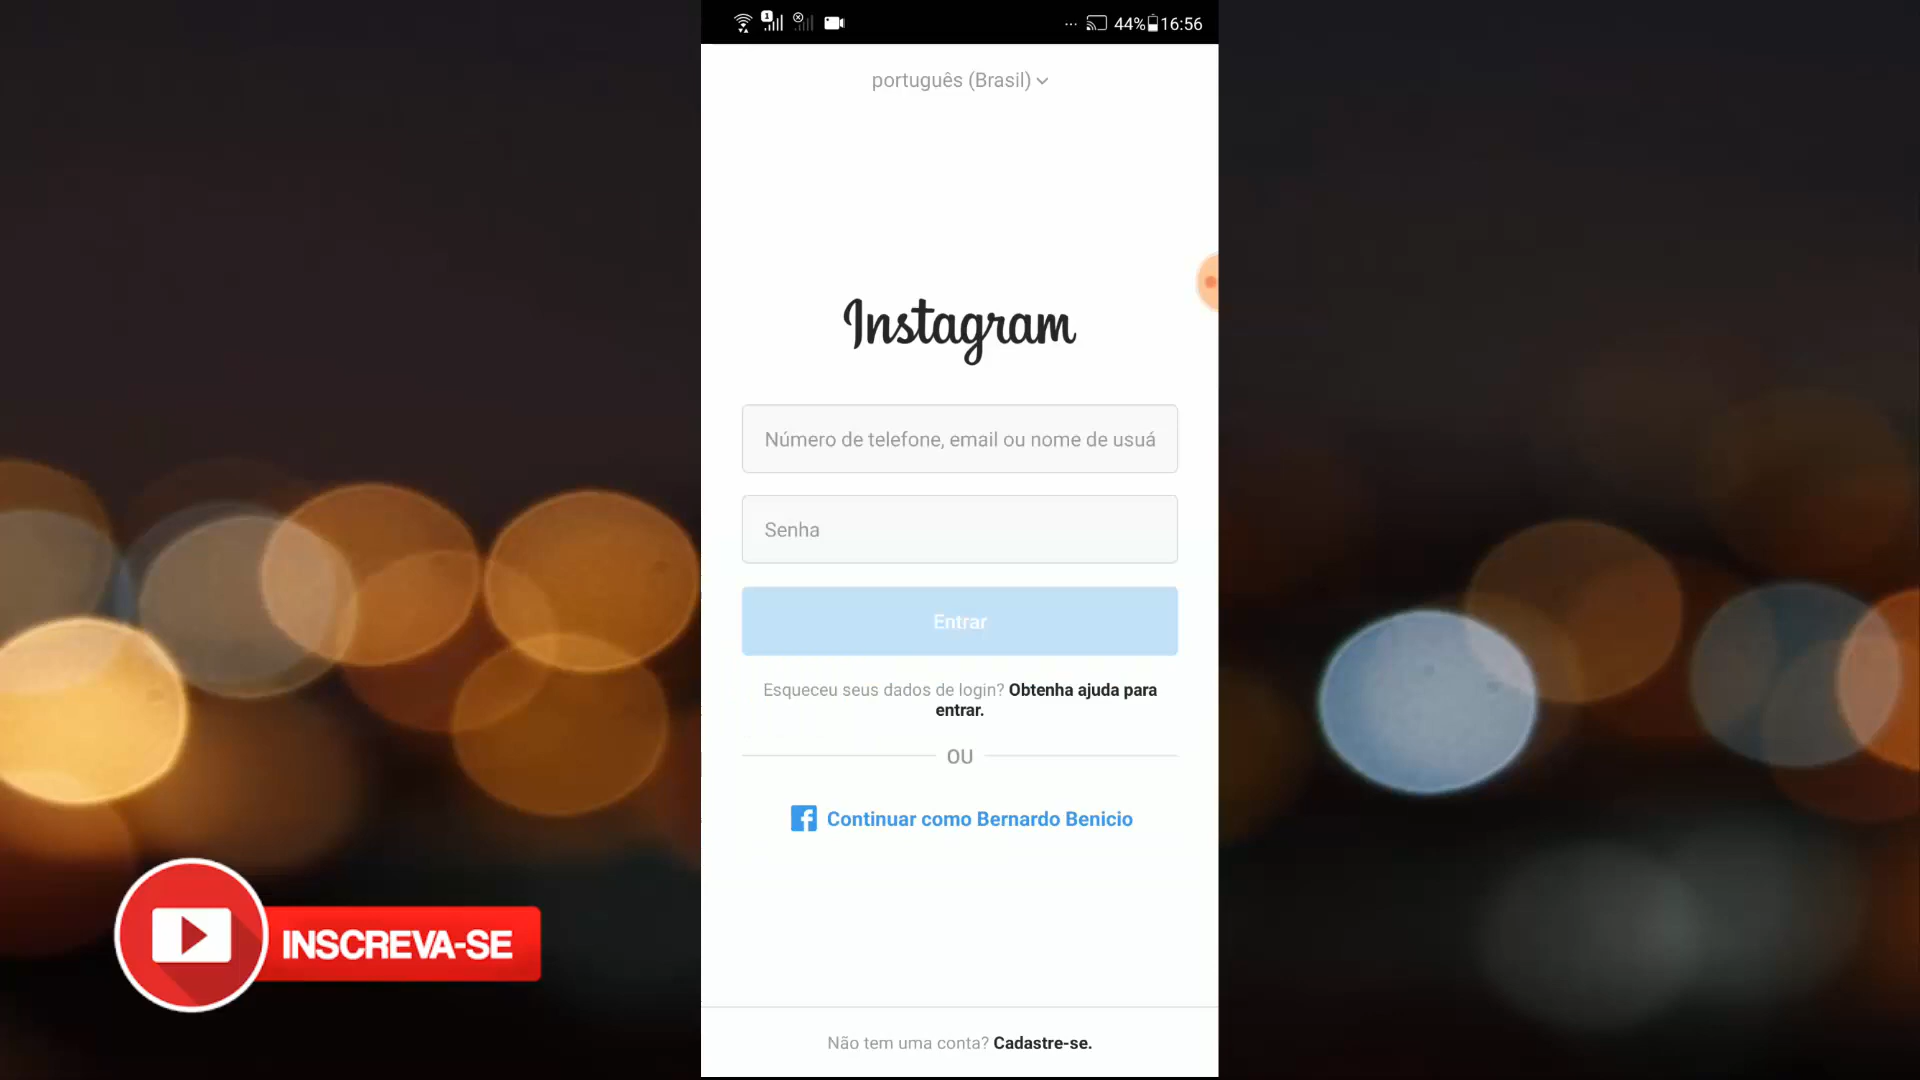 1
44% 16:56
português (Brasil)
Instagram
Número de telefone, email ou nome de usuá
Senha
Entrar
Esqueceu seus dados de login? Obtenha ajuda para
entrar.
OU
Continuar como Bernardo Benicio
INSCREVA-SE
Não tem uma conta? Cadastre-se.